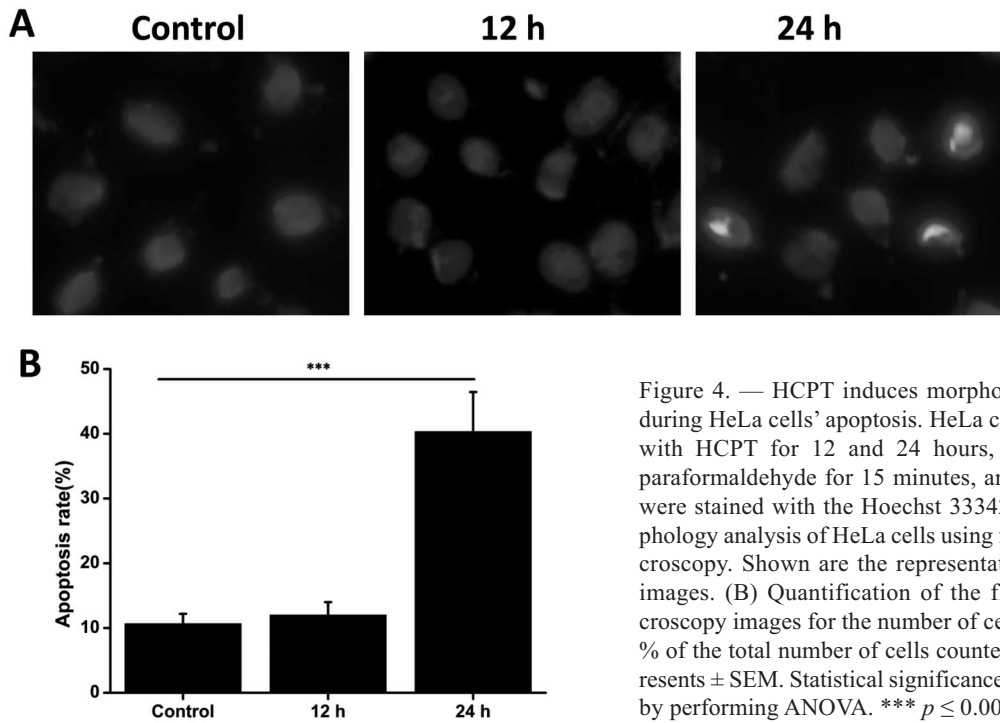 A
Control
12 h
24 h
B
***
50
40
30
20
10
0
Apoptosis rate(%)
Control
12 h
24 h
Figure 4. — HCPT induces morpho
during HeLa cells’ apoptosis. HeLa c
with HCPT for 12 and 24 hours,
paraformaldehyde for 15 minutes, a
were stained with the Hoechst 3334
phology analysis of HeLa cells using
croscopy. Shown are the representat
images. (B) Quantification of the f
croscopy images for the number of ce
% of the total number of cells counte
resents ± SEM. Statistical significance
by performing ANOVA. *** p ≤ 0.00